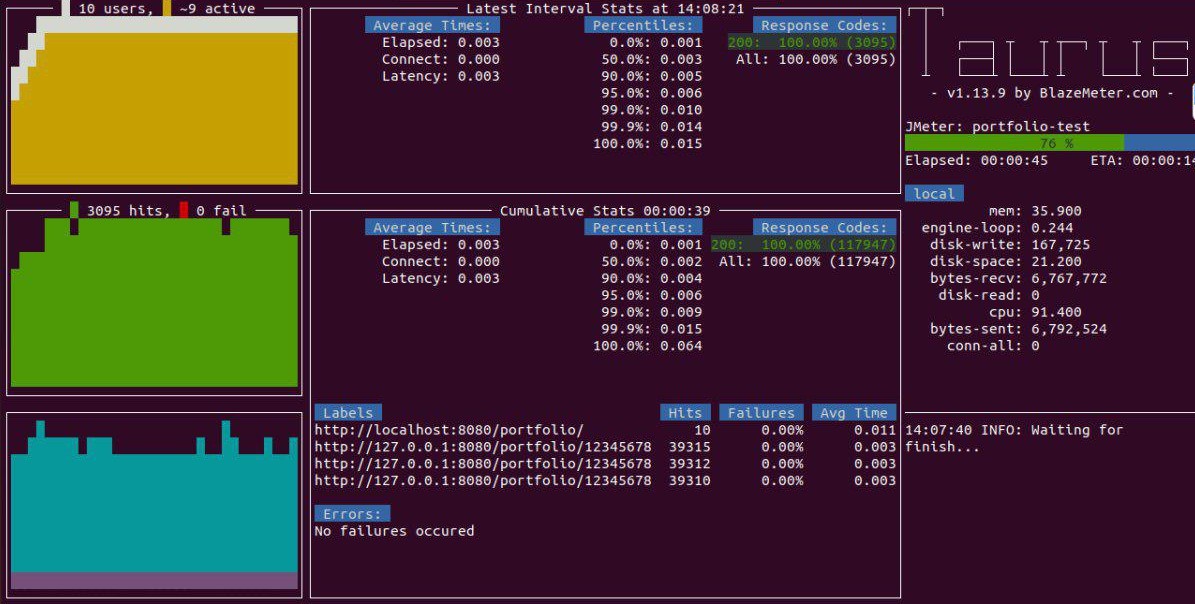 10 users, ~9 active
Latest Interval Stats at 14:08:21
Average Times: Percentiles: Response Codes:
Elapsed: 0.003 0.0%: 0.001 200: 100.00% (3095)
Connect: 0.000 50.0%: 0.003 All: 100.00% (3095)
Latency: 0.003 90.0%: 0.005
95.0%: 0.006
99.0%: 0.010
99.9%: 0.014
100.0%: 0.015
Taurus
- v1.13.9 by BlazeMeter.com -
JMeter: portfolio-test
76 %
Elapsed: 00:00:45 ETA: 00:00:14
local
mem: 35.900
engine-loop: 0.244
disk-write: 167,725
disk-space: 21.200
bytes-recv: 6,767,772
disk-read: 0
cpu: 91.400
bytes-sent: 6,792,524
conn-all: 0
3095 hits, 0 fail
Cumulative Stats 00:00:39
Average Times: Percentiles: Response Codes:
Elapsed: 0.003 0.0%: 0.001 200: 100.00% (117947)
Connect: 0.000 50.0%: 0.002 All: 100.00% (117947)
Latency: 0.003 90.0%: 0.004
95.0%: 0.006
99.0%: 0.009
99.9%: 0.015
100.0%: 0.064
Labels Hits Failures Avg Time
http://localhost:8080/portfolio/ 10 0.00% 0.011
http://127.0.0.1:8080/portfolio/12345678 39315 0.00% 0.003
http://127.0.0.1:8080/portfolio/12345678 39312 0.00% 0.003
http://127.0.0.1:8080/portfolio/12345678 39310 0.00% 0.003
Errors:
No failures occured
14:07:40 INFO: Waiting for
finish...